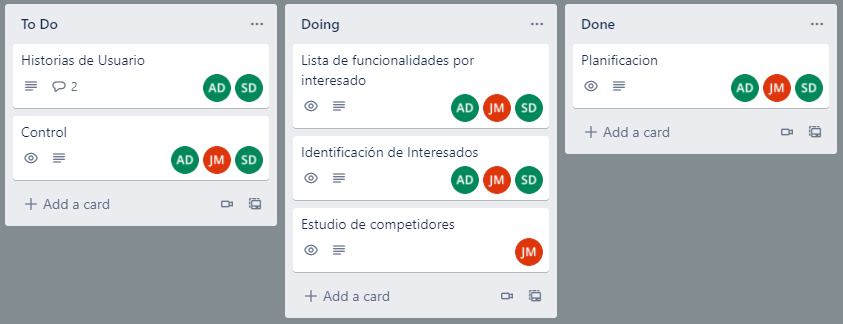 To Do
Historias de Usuario
2
AD SD
Control
AD JM SD
Add a card
Doing
Lista de funcionalidades por
interesado
AD JM SD
Identificación de Interesados
AD JM SD
Estudio de competidores
JM
Add a card
Done
Planificacion
AD JM SD
Add a card